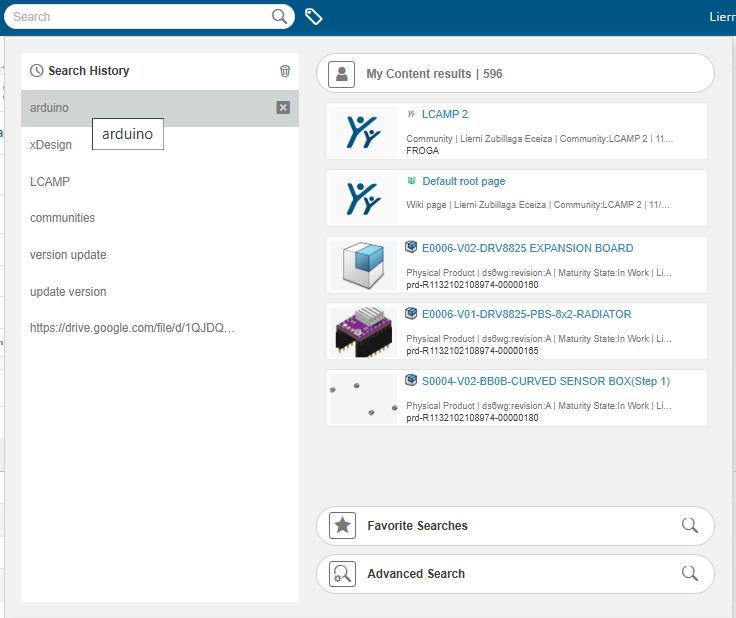 Search
Lierr
Search History
arduino
arduino
xDesign
LCAMP
communities
version update
update version
https://drive.google.com/file/d/1QJDQ...
My Content results | 596
LCAMP 2
Community | Lierni Zubillaga Eceiza | Community:LCAMP 2 | 11...
FROGA
Default root page
Wiki page | Lierni Zubillaga Eceiza | Community:LCAMP 2 | 11/...
E0006-V02-DRV8825 EXPANSION BOARD
Physical Product | ds6wg:revision:A | Maturity State:In Work | Li...
prd-R1132102108974-00000160
E0006-V01-DRV8825-PBS-8x2-RADIATOR
Physical Product | ds6wg:revision:A | Maturity State:In Work | Li...
prd-R1132102108974-00000165
S0004-V02-BB0B-CURVED SENSOR BOX(Step 1)
Physical Product | ds6wg:revision:A | Maturity State:In Work | Li...
prd-R1132102108974-00000180
Favorite Searches
Advanced Search